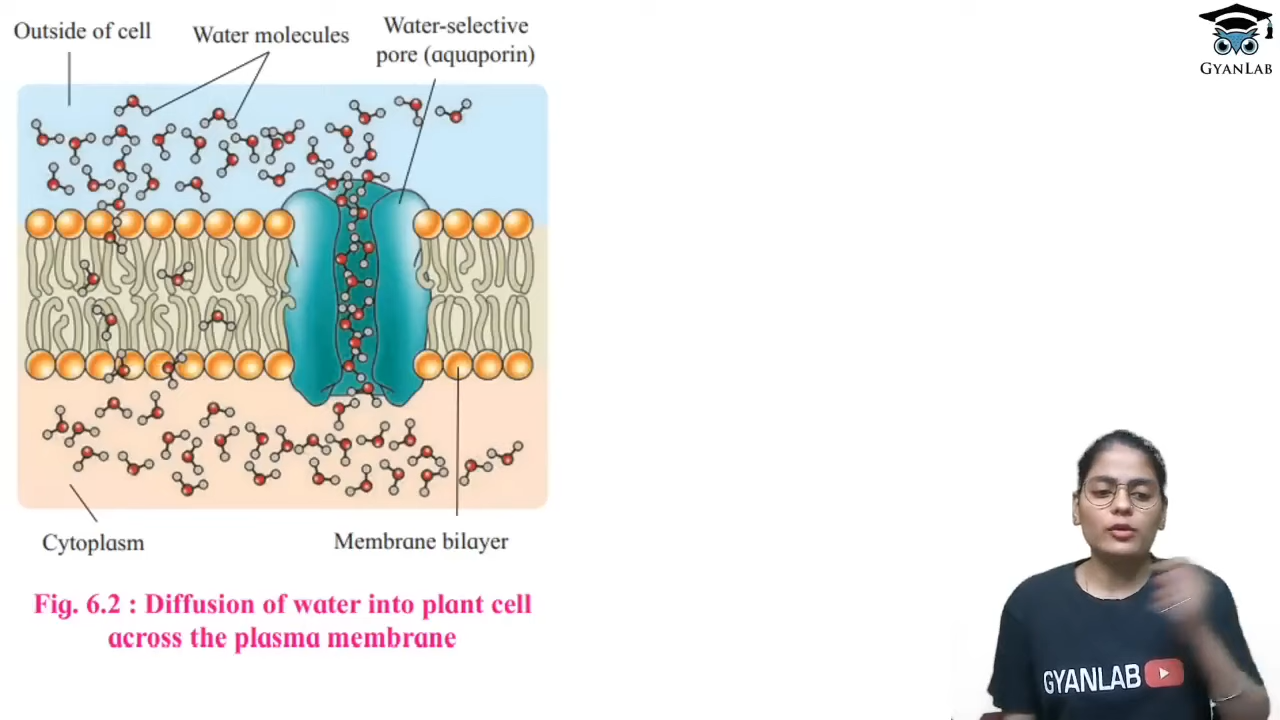 Outside of cell
Water molecules
Water-selective
pore (aquaporin)
GYANLAB
Cytoplasm
Membrane bilayer
Fig. 6.2 : Diffusion of water into plant cell
across the plasma membrane
GYANLAB